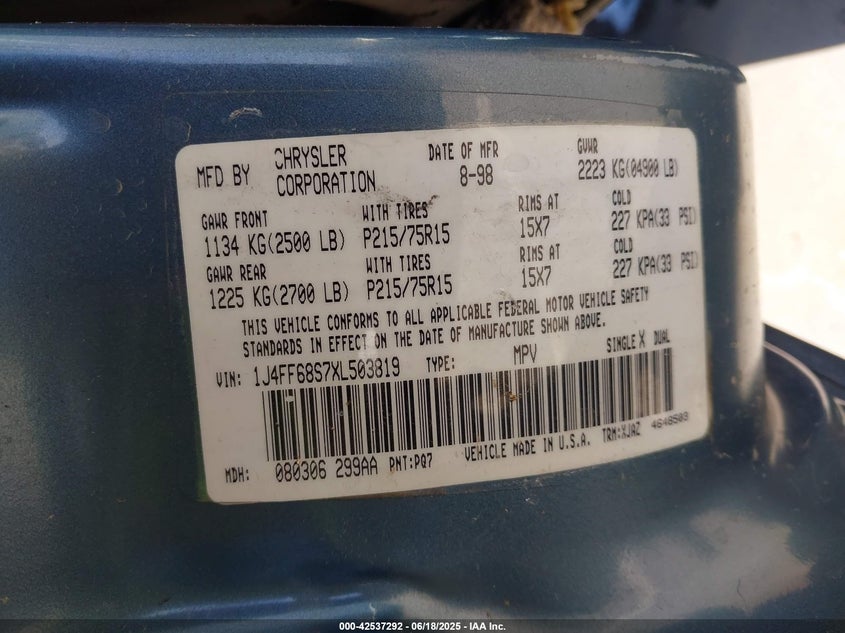 MFD BY CHRYSLER CORPORATION DATE OF MFR 8-98 GVWR 2223 KG(04900 LB)
GAWR FRONT WITH TIRES RIMS AT COLD
1134 KG(2500 LB) P215/75R15 15X7 227 KPA(33 PSI)
GAWR REAR WITH TIRES RIMS AT COLD
1225 KG(2700 LB) P215/75R15 15X7 227 KPA(33 PSI)
THIS VEHICLE CONFORMS TO ALL APPLICABLE FEDERAL MOTOR VEHICLE SAFETY
STANDARDS IN EFFECT ON THE DATE OF MANUFACTURE SHOWN ABOVE.
VIN: 1J4FF68S7XL503819 TYPE: MPV SINGLE X DUAL
MDH: 080306 299AA PNT:PQ7 VEHICLE MADE IN U.S.A. TRM:XJAZ 4648503
000-42537292 - 06/18/2025 - IAA Inc.